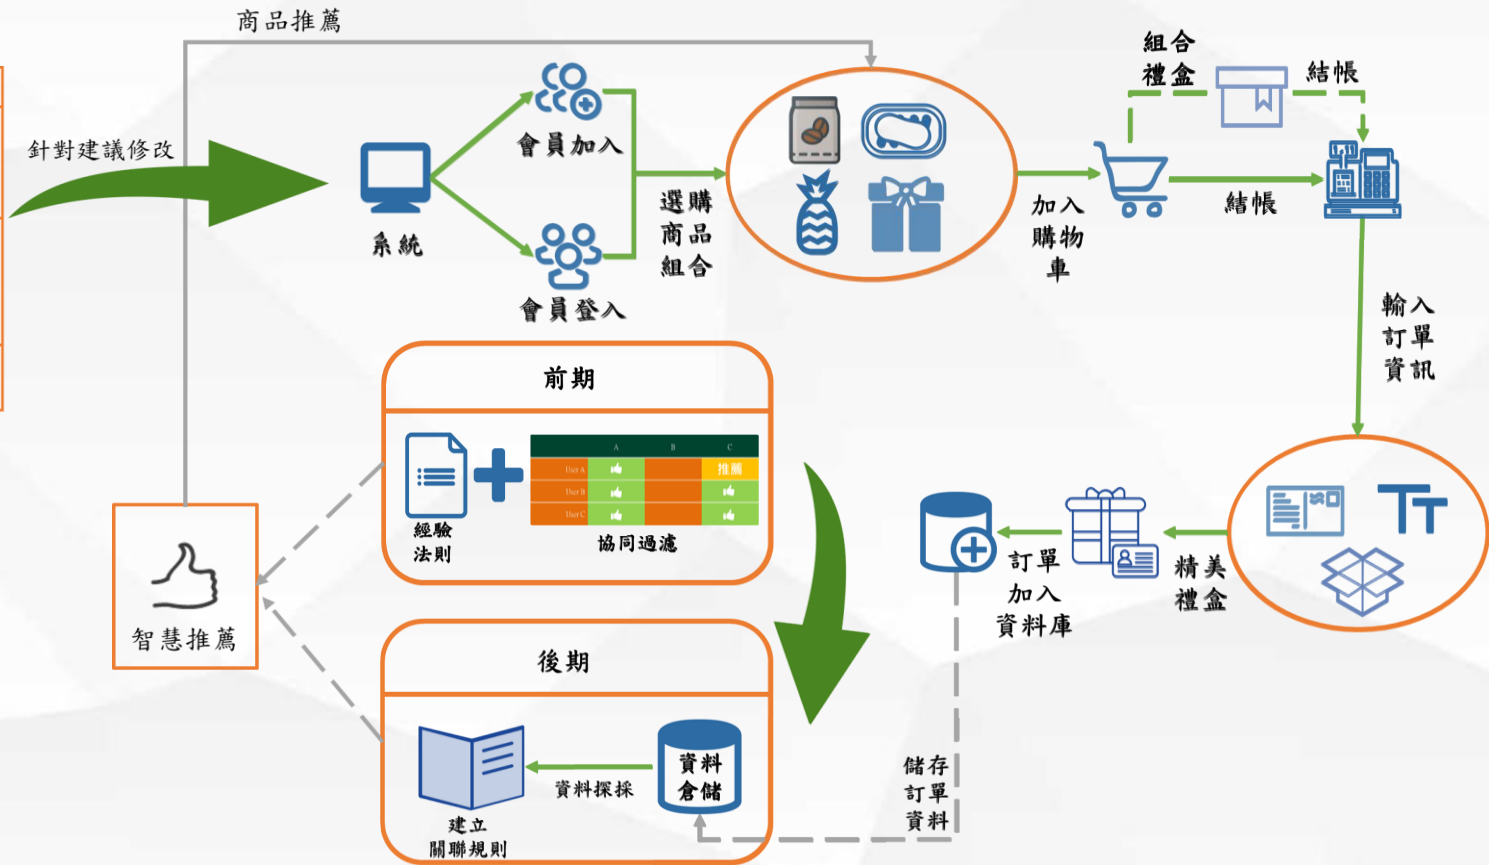 商品推薦
針對建議修改
系統
會員加入
會員登入
選購
商品
組合
加入
購物
車
組合
禮盒
結帳
結帳
輸入
訂單
資訊
精美
禮盒
訂單
加入
資料庫
儲存
訂單
資料
前期
經驗
法則
A B C
User A 推薦
User B
User C
協同過濾
後期
資料
倉儲
資料探採
建立
關聯規則
智慧推薦